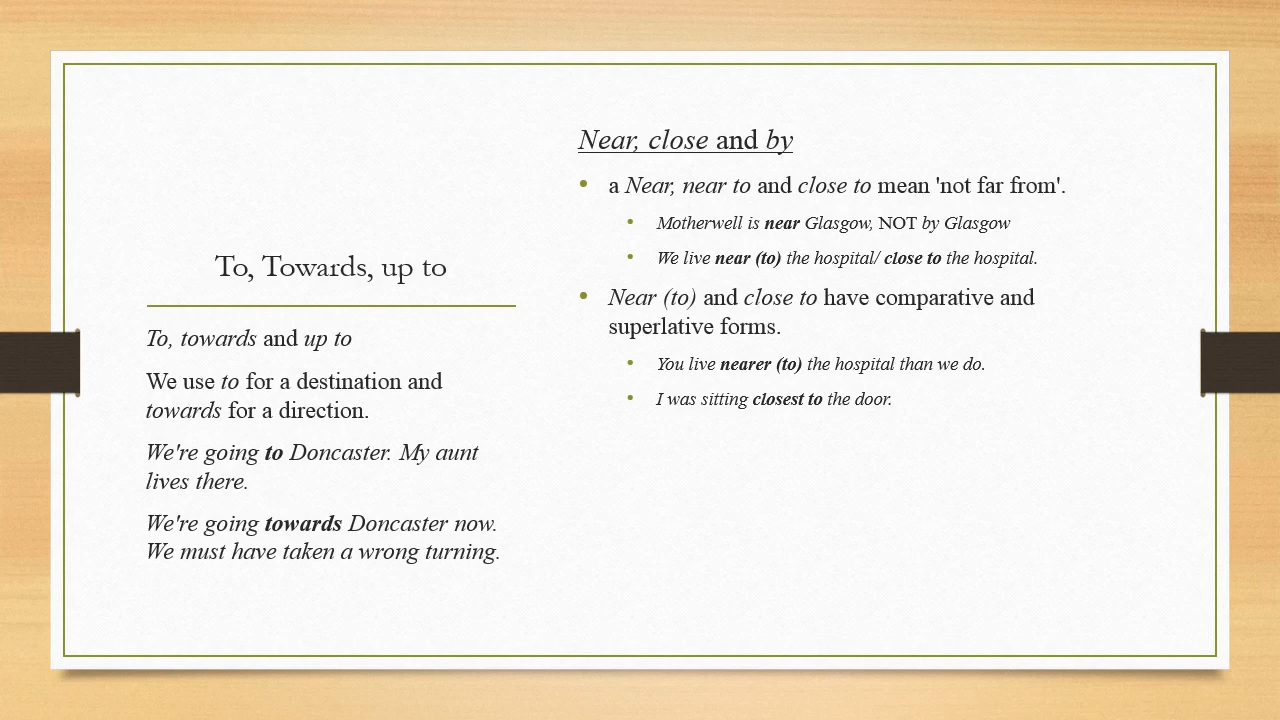 To, Towards, up to
To, towards and up to
We use to for a destination and
towards for a direction.
We're going to Doncaster. My aunt
lives there.
We're going towards Doncaster now.
We must have taken a wrong turning.
Near, close and by
• a Near, near to and close to mean 'not far from'.
• Motherwell is near Glasgow, NOT by Glasgow
• We live near (to) the hospital/ close to the hospital.
• Near (to) and close to have comparative and
superlative forms.
• You live nearer (to) the hospital than we do.
• I was sitting closest to the door.